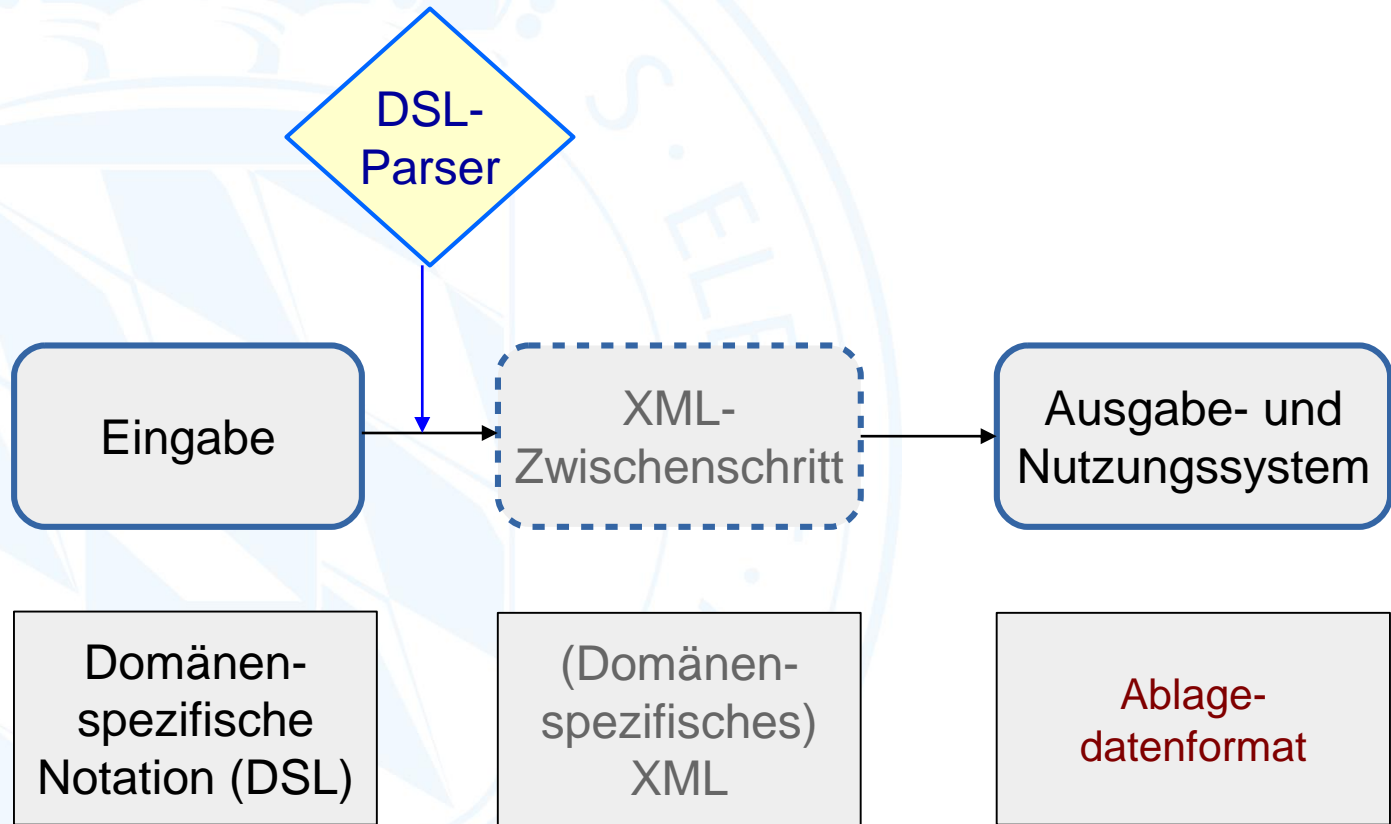 DSL-
Parser
Eingabe
XML-
Zwischenschritt
Ausgabe- und
Nutzungssystem
Domänen-
spezifische
Notation (DSL)
(Domänen-
spezifisches)
XML
Ablage-
datenformat